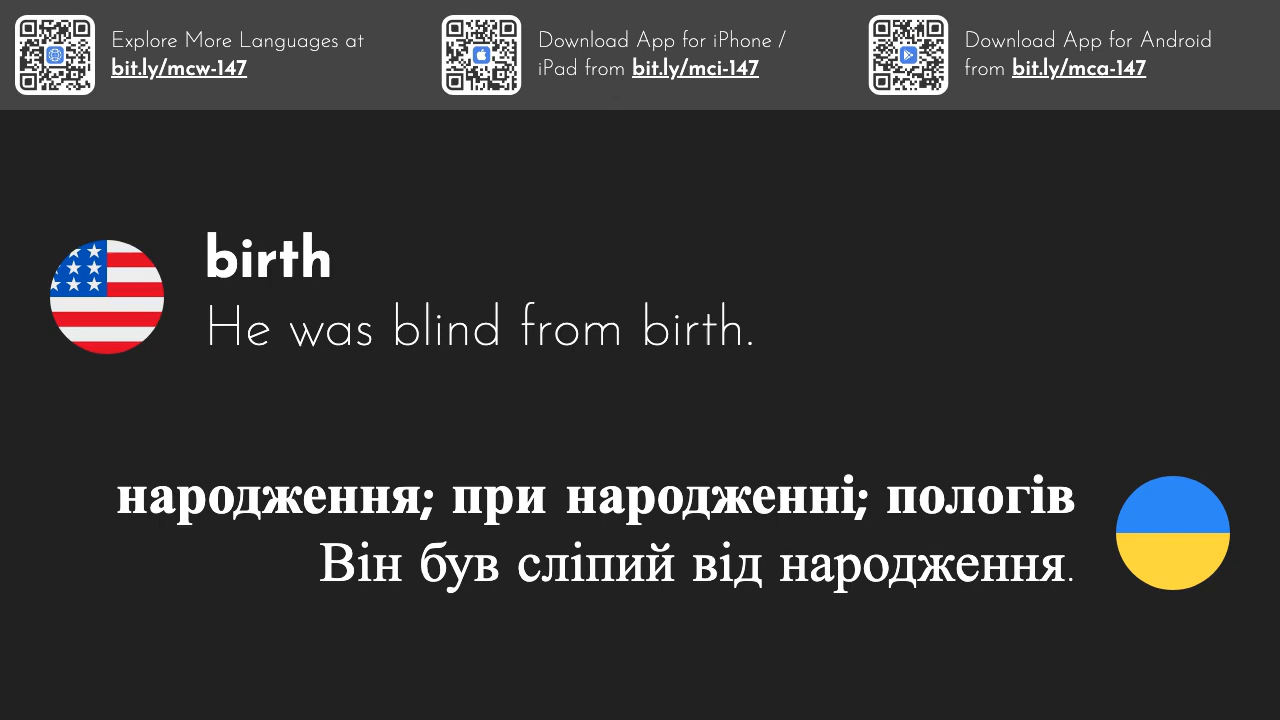 Explore More Languages at
bit.ly/mcw-147
Download App for iPhone /
iPad from bit.ly/mci-147
Download App for Android
from bit.ly/mca-147
birth
He was blind from birth.
народження; при народженні; пологів
Він був сліпий від народження.